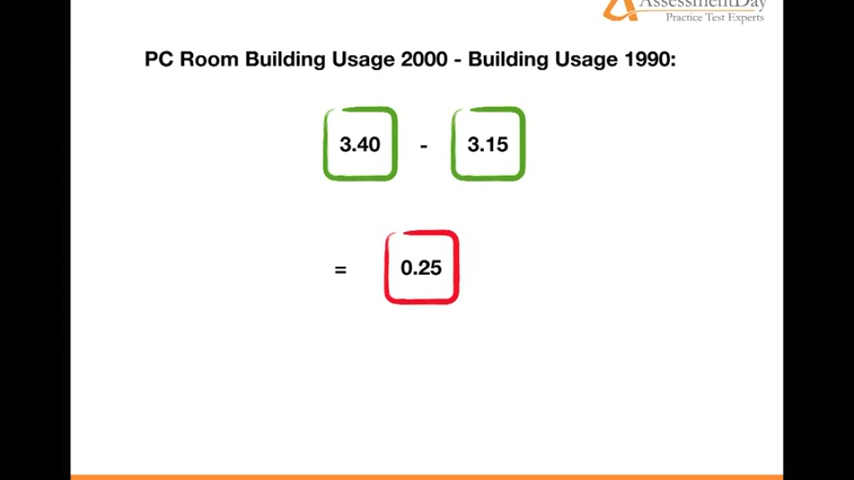 AssessmentDay
Practice Test Experts
PC Room Building Usage 2000 - Building Usage 1990:
3.40 - 3.15
= 0.25